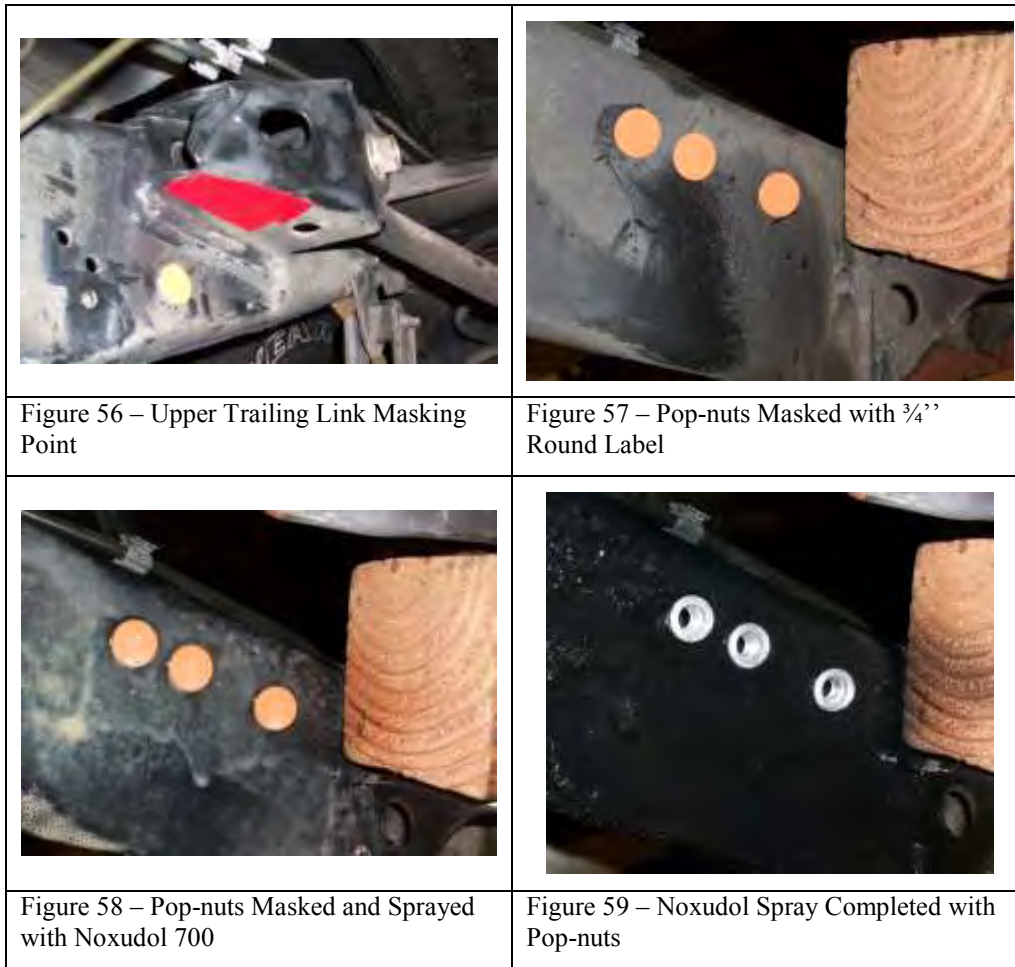 Figure 56 – Upper Trailing Link Masking
Point
Figure 57 – Pop-nuts Masked with ¾’’
Round Label
Figure 58 – Pop-nuts Masked and Sprayed
with Noxudol 700
Figure 59 – Noxudol Spray Completed with
Pop-nuts